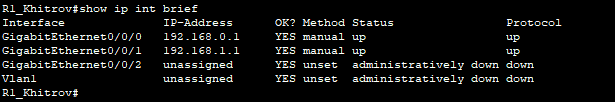 R1_Khitrov#show ip int brief
Interface IP-Address OK? Method Status Protocol
GigabitEthernet0/0/0 192.168.0.1 YES manual up up
GigabitEthernet0/0/1 192.168.1.1 YES manual up up
GigabitEthernet0/0/2 unassigned YES unset administratively down down
Vlan1 unassigned YES unset administratively down down
R1_Khitrov#